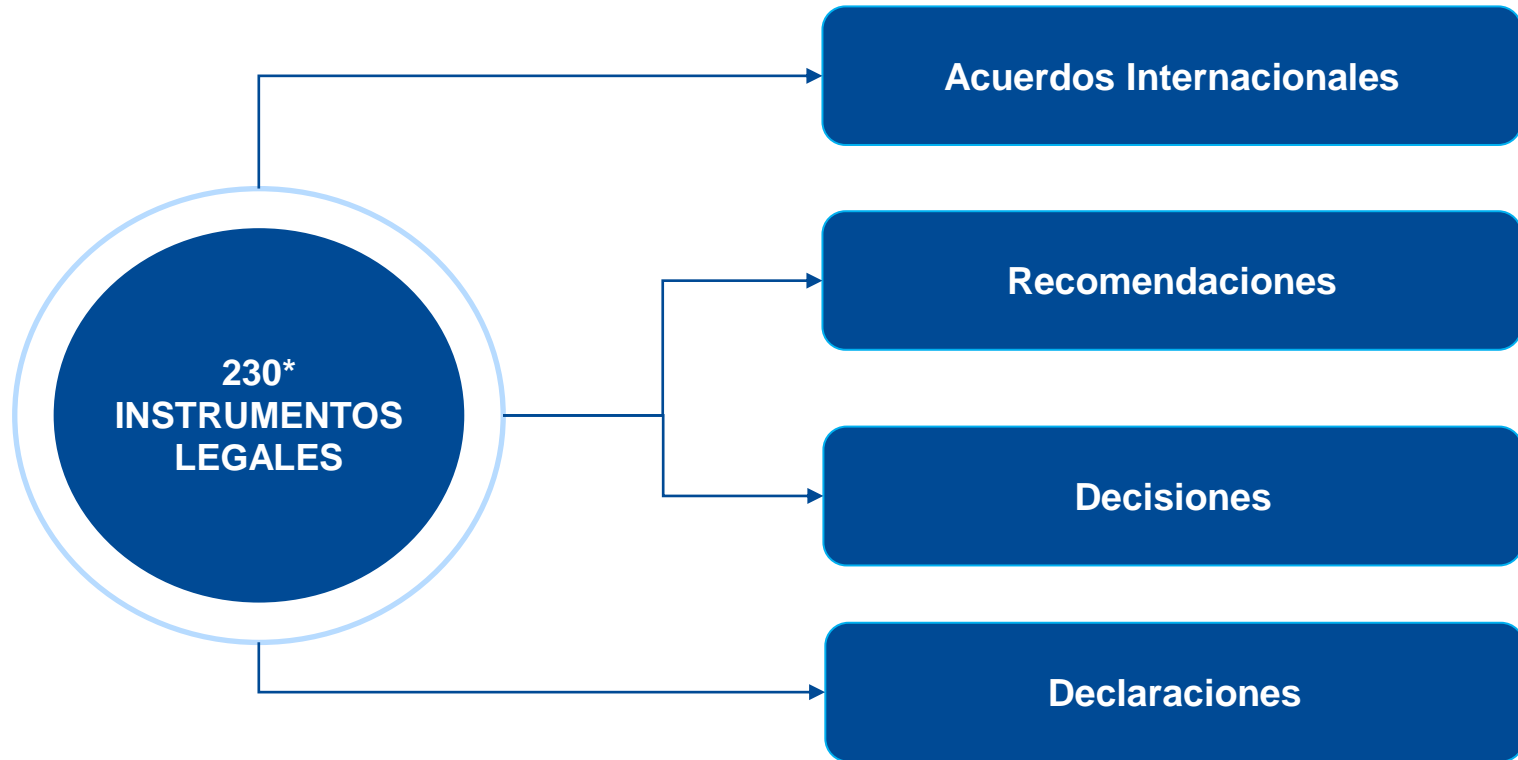 Acuerdos Internacionales
Recomendaciones
230*
INSTRUMENTOS
LEGALES
Decisiones
Declaraciones